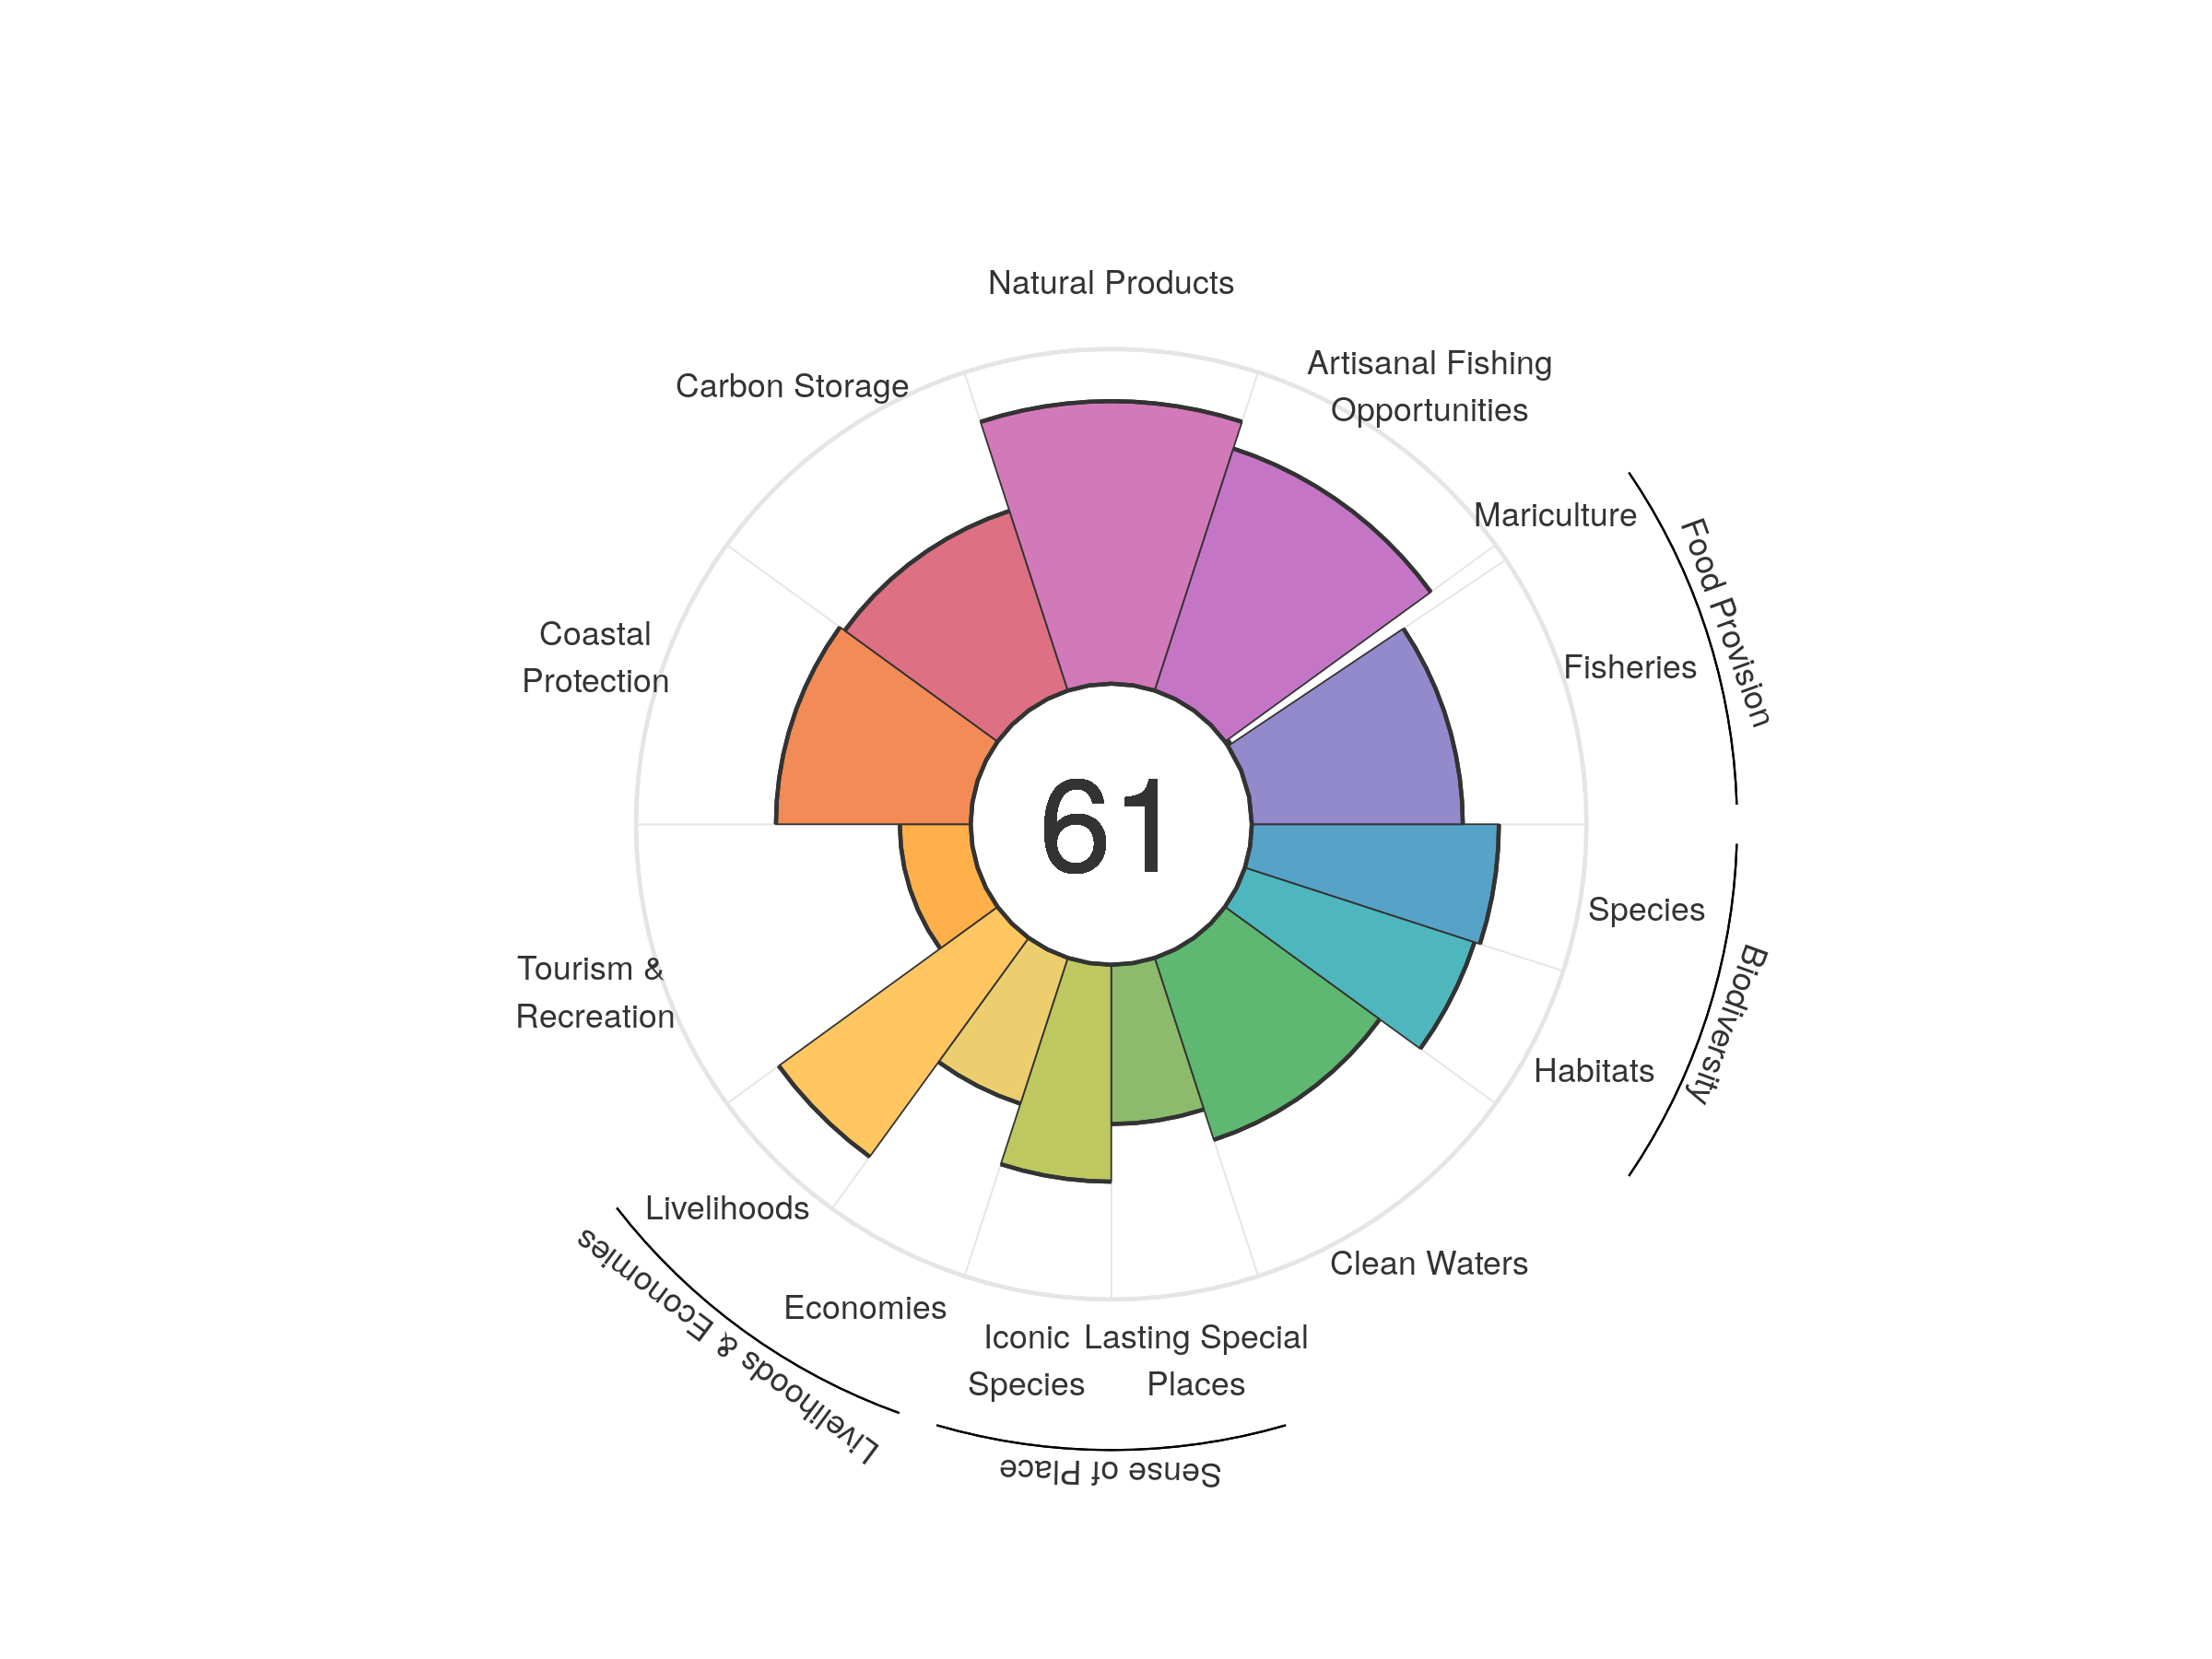 Natural Products
Artisanal Fishing
Opportunities
Carbon Storage
Mariculture
Food Provision
Fisheries
Coastal
Protection
61
Species
Biodiversity
Habitats
Tourism &
Recreation
Livelihoods
Clean Waters
Economies
Livelihoods & Economies
Iconic
Species
Lasting Special
Places
Sense of Place